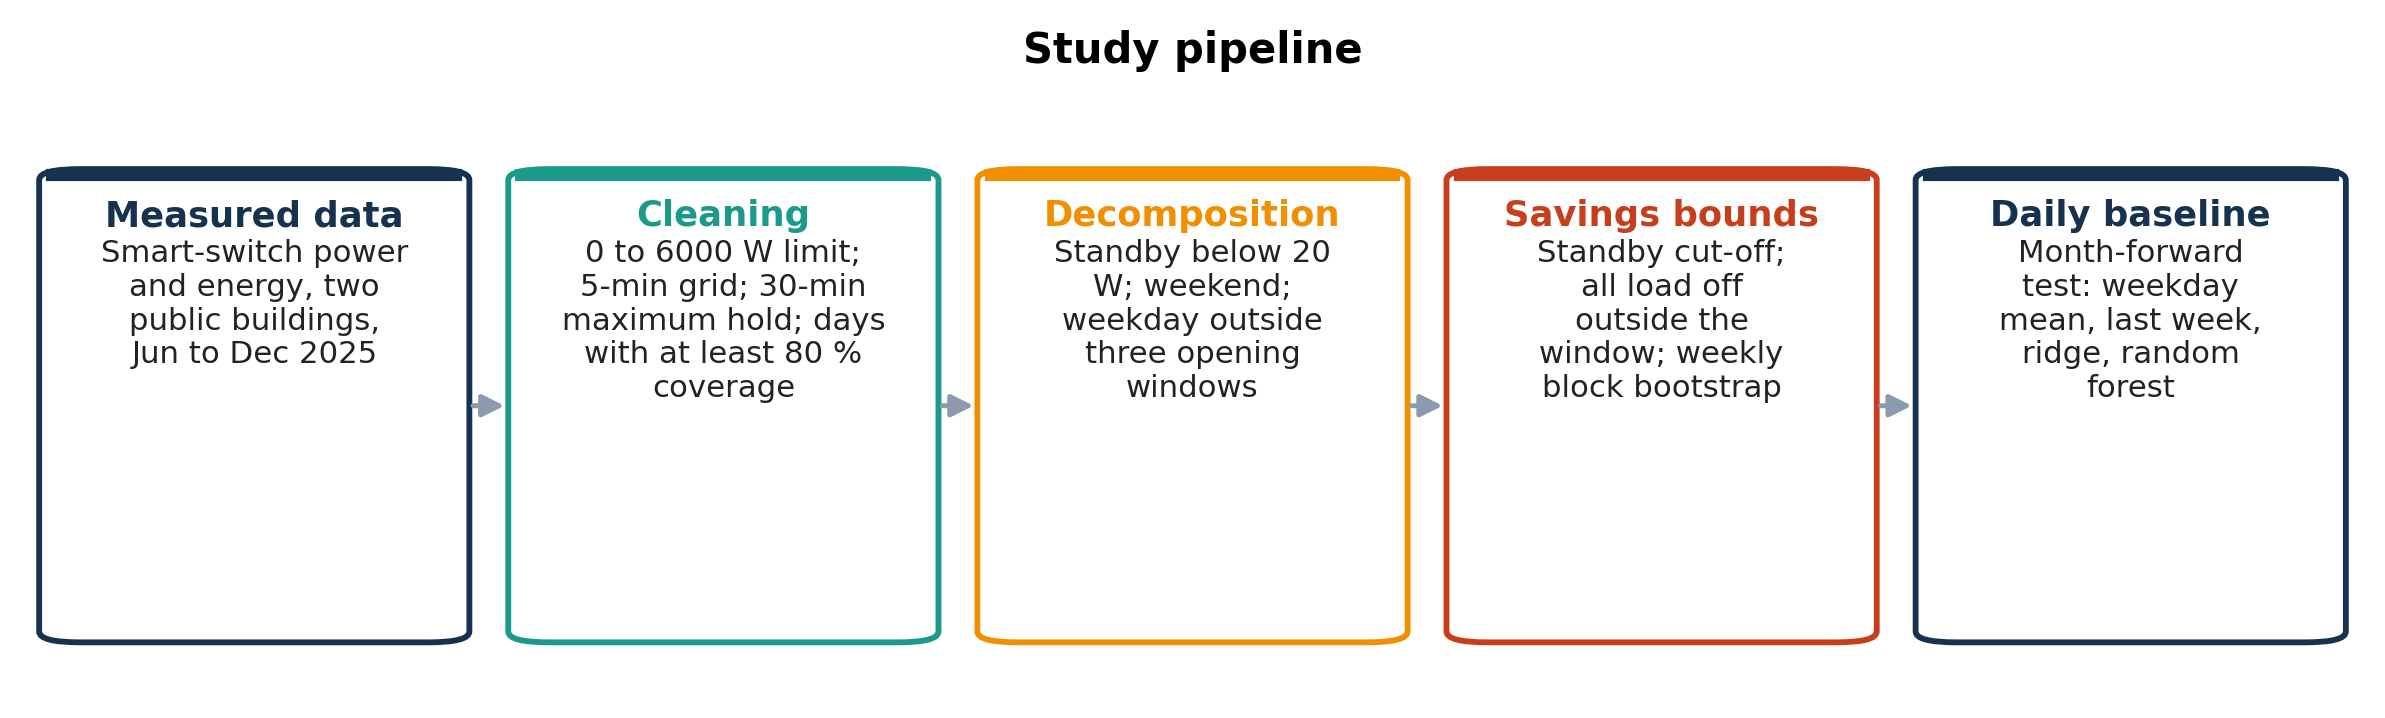 Study pipeline
Measured data
Smart-switch power
and energy, two
public buildings,
Jun to Dec 2025
Cleaning
0 to 6000 W limit;
5-min grid; 30-min
maximum hold; days
with at least 80 %
coverage
Decomposition
Standby below 20
W; weekend;
weekday outside
three opening
windows
Savings bounds
Standby cut-off;
all load off
outside the
window; weekly
block bootstrap
Daily baseline
Month-forward
test: weekday
mean, last week,
ridge, random
forest